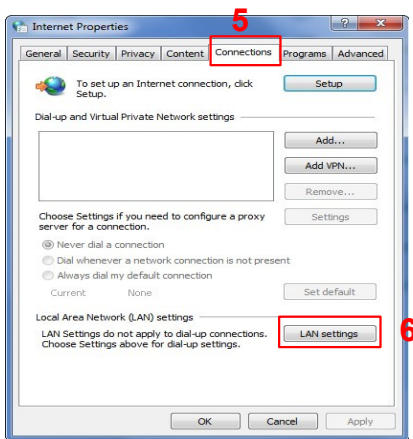 Internet Properties
5
General Security Privacy Content Connections Programs Advanced
To set up an Internet connection, click
Setup.
Setup
Dial-up and Virtual Private Network settings
Add...
Add VPN...
Remove...
Choose Settings if you need to configure a proxy
server for a connection.
Settings
Never dial a connection
Dial whenever a network connection is not present
Always dial my default connection
Current None
Set default
Local Area Network (LAN) settings
LAN Settings do not apply to dial-up connections.
Choose Settings above for dial-up settings.
LAN settings
6
OK Cancel Apply